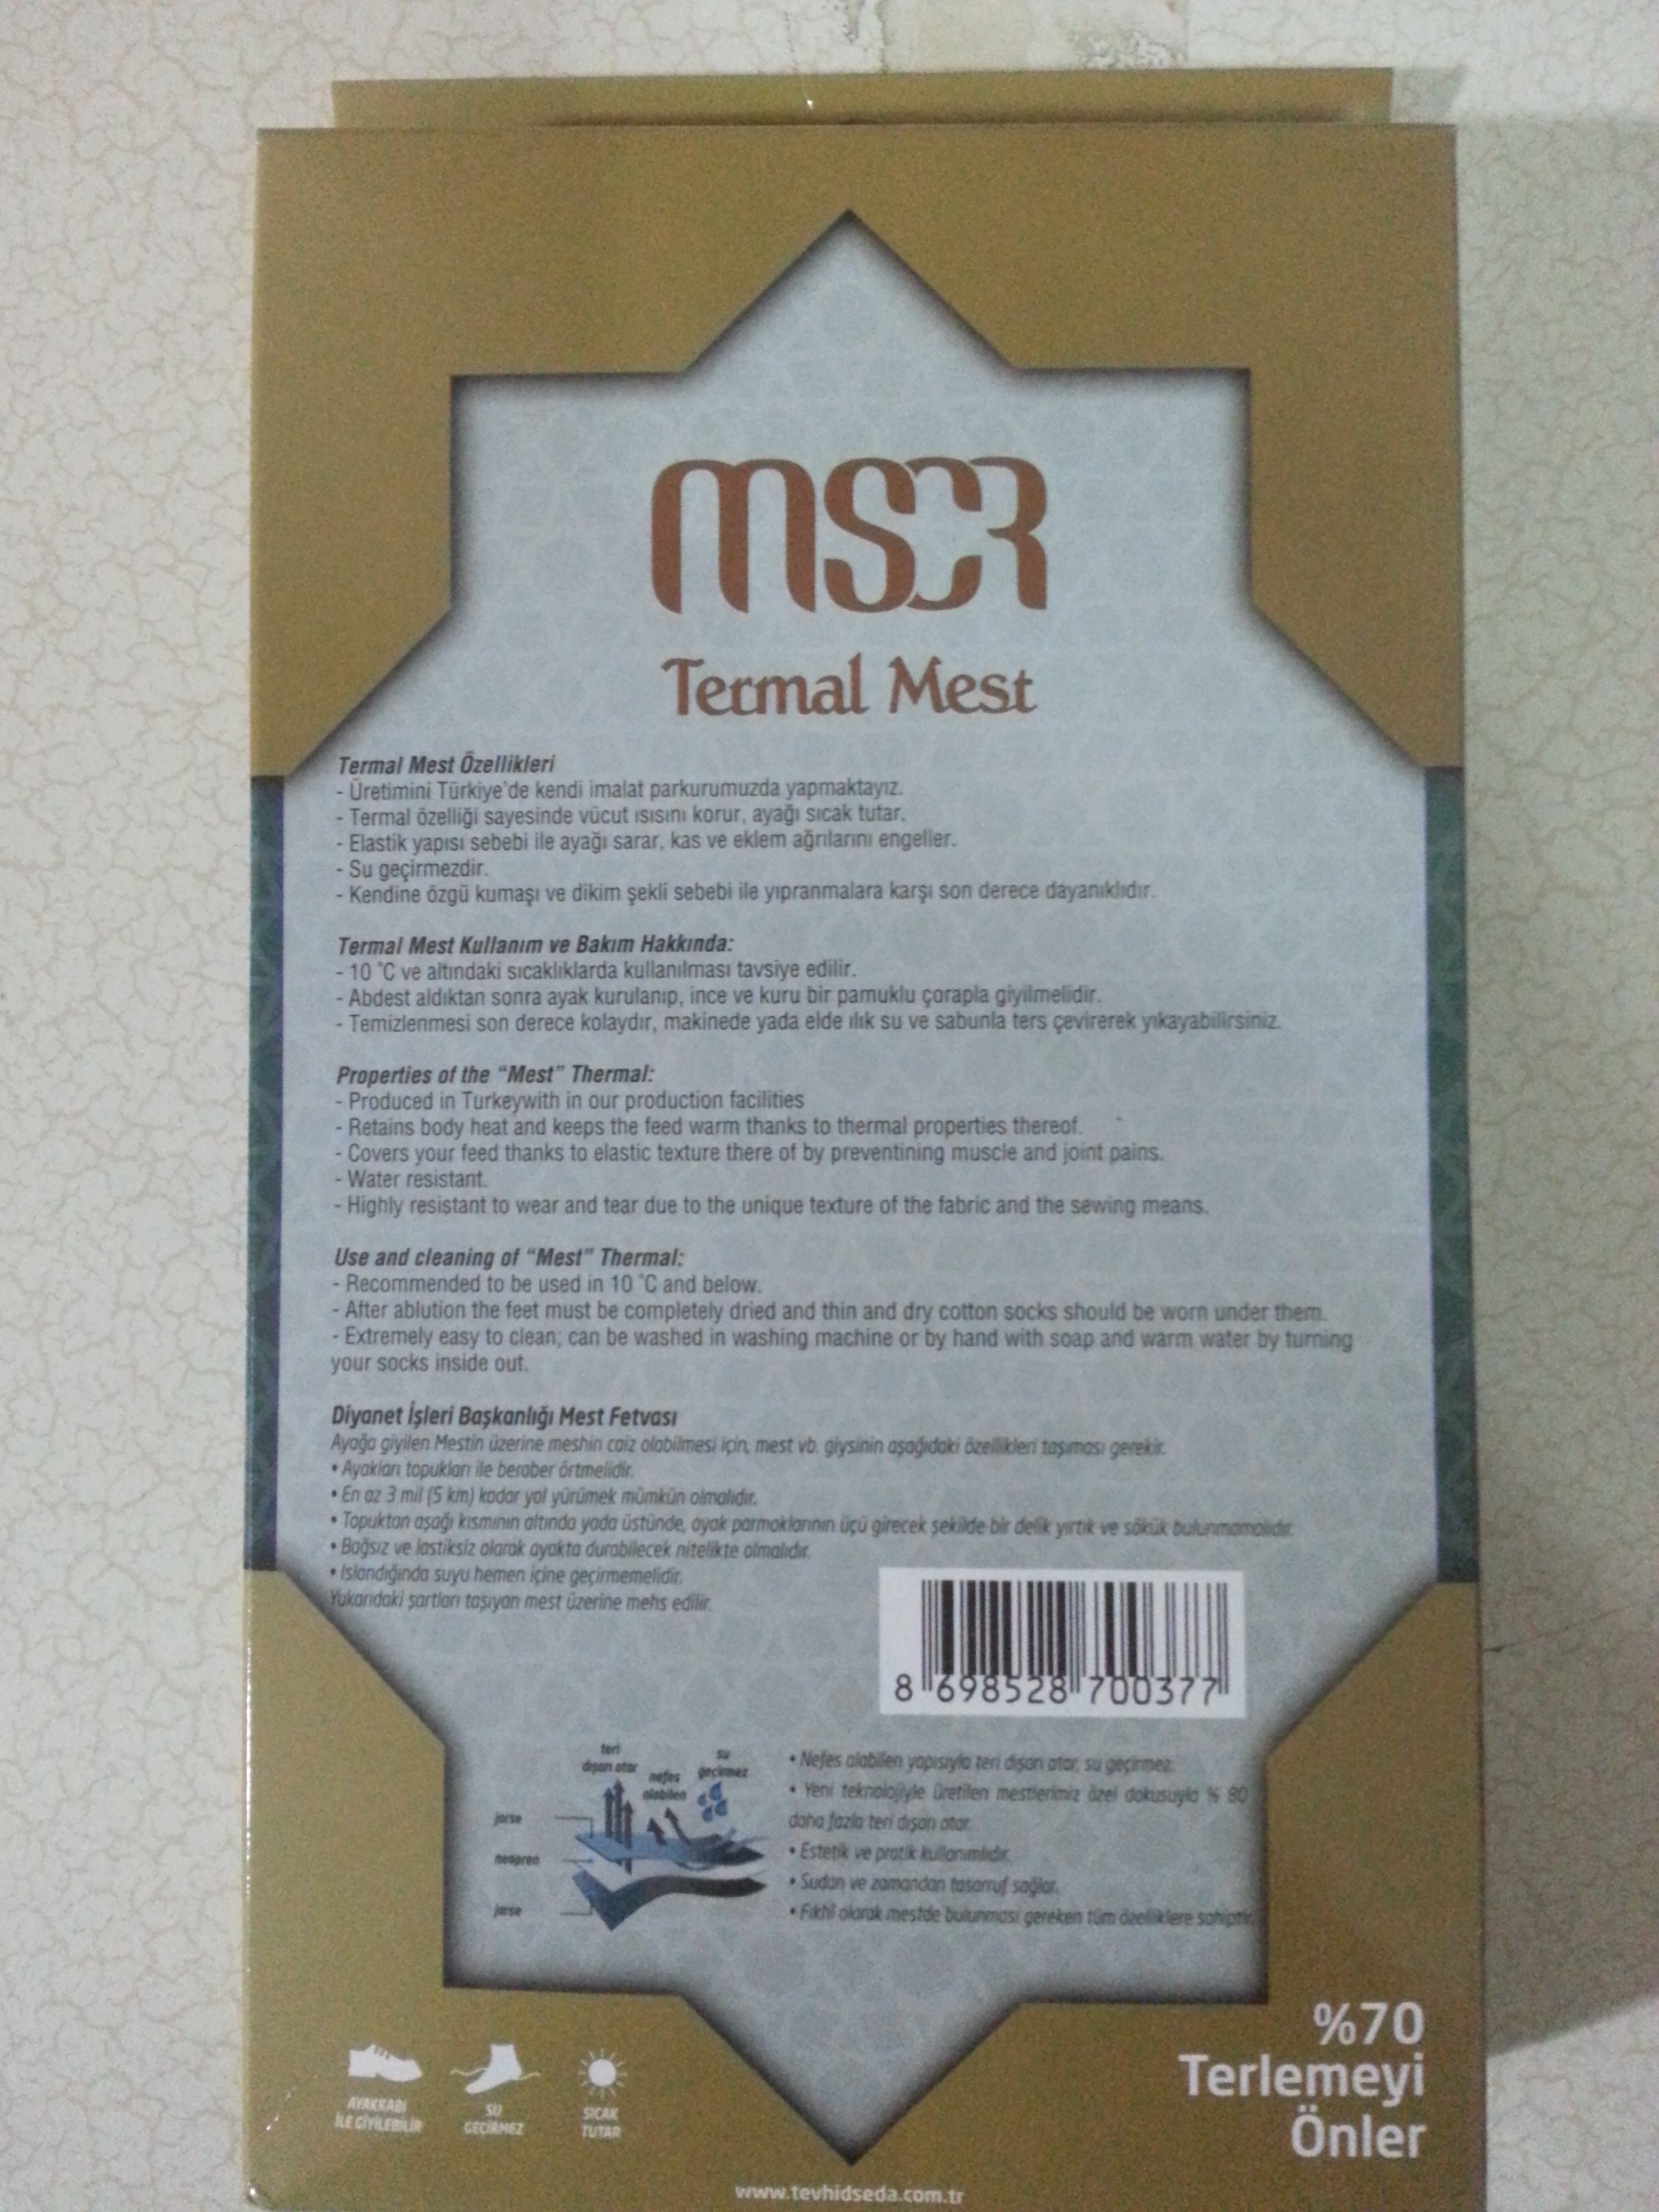 mscr
Termal Mest
Termal Mest Özellikleri
- Üretimini Türkiye'de kendi imalat parkurumuzda yapmaktayız.
- Termal özelliği sayesinde vücut ısısını korur, ayağı sıcak tutar.
- Elastik yapısı sebebi ile ayağı sarar, kas ve eklem ağrılarını engeller.
- Su geçirmezdir.
- Kendine özgü kumaşı ve dikim şekli sebebi ile yıpranmalara karşı son derece dayanıklıdır.
Termal Mest Kullanım ve Bakım Hakkında:
- 10 °C ve altındaki sıcaklıklarda kullanılması tavsiye edilir.
- Abdest aldıktan sonra ayak kurulanıp, ince ve kuru bir pamuklu çorapla giyilmelidir.
- Temizlenmesi son derece kolaydır, makinede yada elde ılık su ve sabunla ters çevirerek yıkayabilirsiniz.
Properties of the “Mest” Thermal:
- Produced in Turkeywith in our production facilities
- Retains body heat and keeps the feed warm thanks to thermal properties thereof.
- Covers your feed thanks to elastic texture there of by preventining muscle and joint pains.
- Water resistant.
- Highly resistant to wear and tear due to the unique texture of the fabric and the sewing means.
Use and cleaning of “Mest” Thermal:
- Recommended to be used in 10 °C and below.
- After ablution the feet must be completely dried and thin and dry cotton socks should be worn under them.
- Extremely easy to clean; can be washed in washing machine or by hand with soap and warm water by turning
your socks inside out.
Diyanet İşleri Başkanlığı Mest Fetvası
Ayağa giyilen Mestin üzerine meshin caiz olabilmesi için, mest vb. giysinin aşağıdaki özellikleri taşıması gerekir.
• Ayakları topukları ile beraber örtmelidir.
• En az 3 mil (5 km) kadar yol yürümek mümkün olmalıdır.
• Topuktan aşağı kısmının altında yada üstünde, ayak parmaklarının üçü girecek şekilde bir delik yırtık ve sökük bulunmamalıdır.
• Bağsız ve lastiksiz olarak ayakta durabilecek nitelikte olmalıdır.
• Islandığında suyu hemen içine geçirmemelidir.
Yukarıdaki şartları taşıyan mest üzerine mehs edilir.
8 698528 700377
teri
dışarı atar
nefes
alabilen
su
geçirmez
jarse
neopren
jarse
• Nefes alabilen yapısıyla teri dışarı atar, su geçirmez.
• Yeni teknolojiyle üretilen mestlerimiz özel dokusuyla % 80
daha fazla teri dışarı atar.
• Estetik ve pratik kullanımlıdır.
• Sudan ve zamandan tasarruf sağlar.
• Fıkhî olarak mestde bulunması gereken tüm özelliklere sahiptir.
%70
Terlemeyi
Önler
AYAKKABI
İLE GİYİLEBİLİR
SU
GEÇİRMEZ
SICAK
TUTAR
www.tevhidseda.com.tr